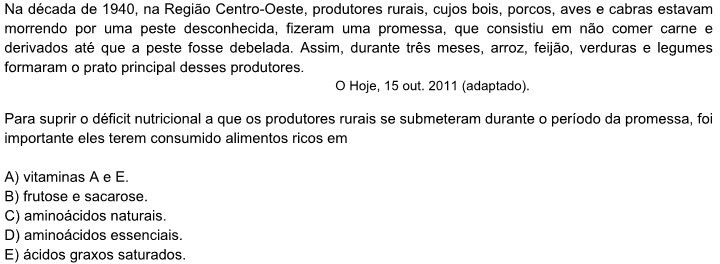 Na década de 1940, na Região Centro-Oeste, produtores rurais, cujos bois, porcos, aves e cabras estavam
morrendo por uma peste desconhecida, fizeram uma promessa, que consistiu em não comer carne e
derivados até que a peste fosse debelada. Assim, durante três meses, arroz, feijão, verduras e legumes
formaram o prato principal desses produtores.
O Hoje, 15 out. 2011 (adaptado).
Para suprir o déficit nutricional a que os produtores rurais se submeteram durante o período da promessa, foi
importante eles terem consumido alimentos ricos em
A) vitaminas A e E.
B) frutose e sacarose.
C) aminoácidos naturais.
D) aminoácidos essenciais.
E) ácidos graxos saturados.